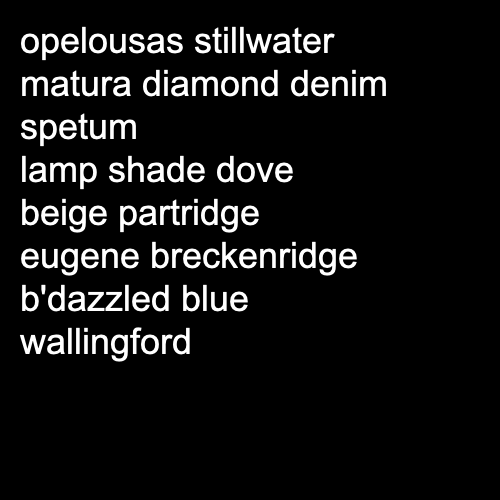 opelousas stillwater
matura diamond denim
spetum
lamp shade dove
beige partridge
eugene breckenridge
b'dazzled blue
wallingford